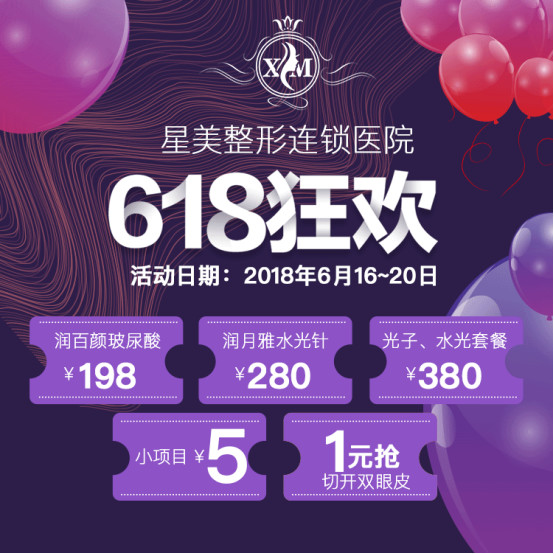 XM
星美整形连锁医院
618狂欢
活动日期：2018年6月16~20日
润百颜玻尿酸
¥198
润月雅水光针
¥280
光子、水光套餐
¥380
小项目 ¥5
1元抢
切开双眼皮